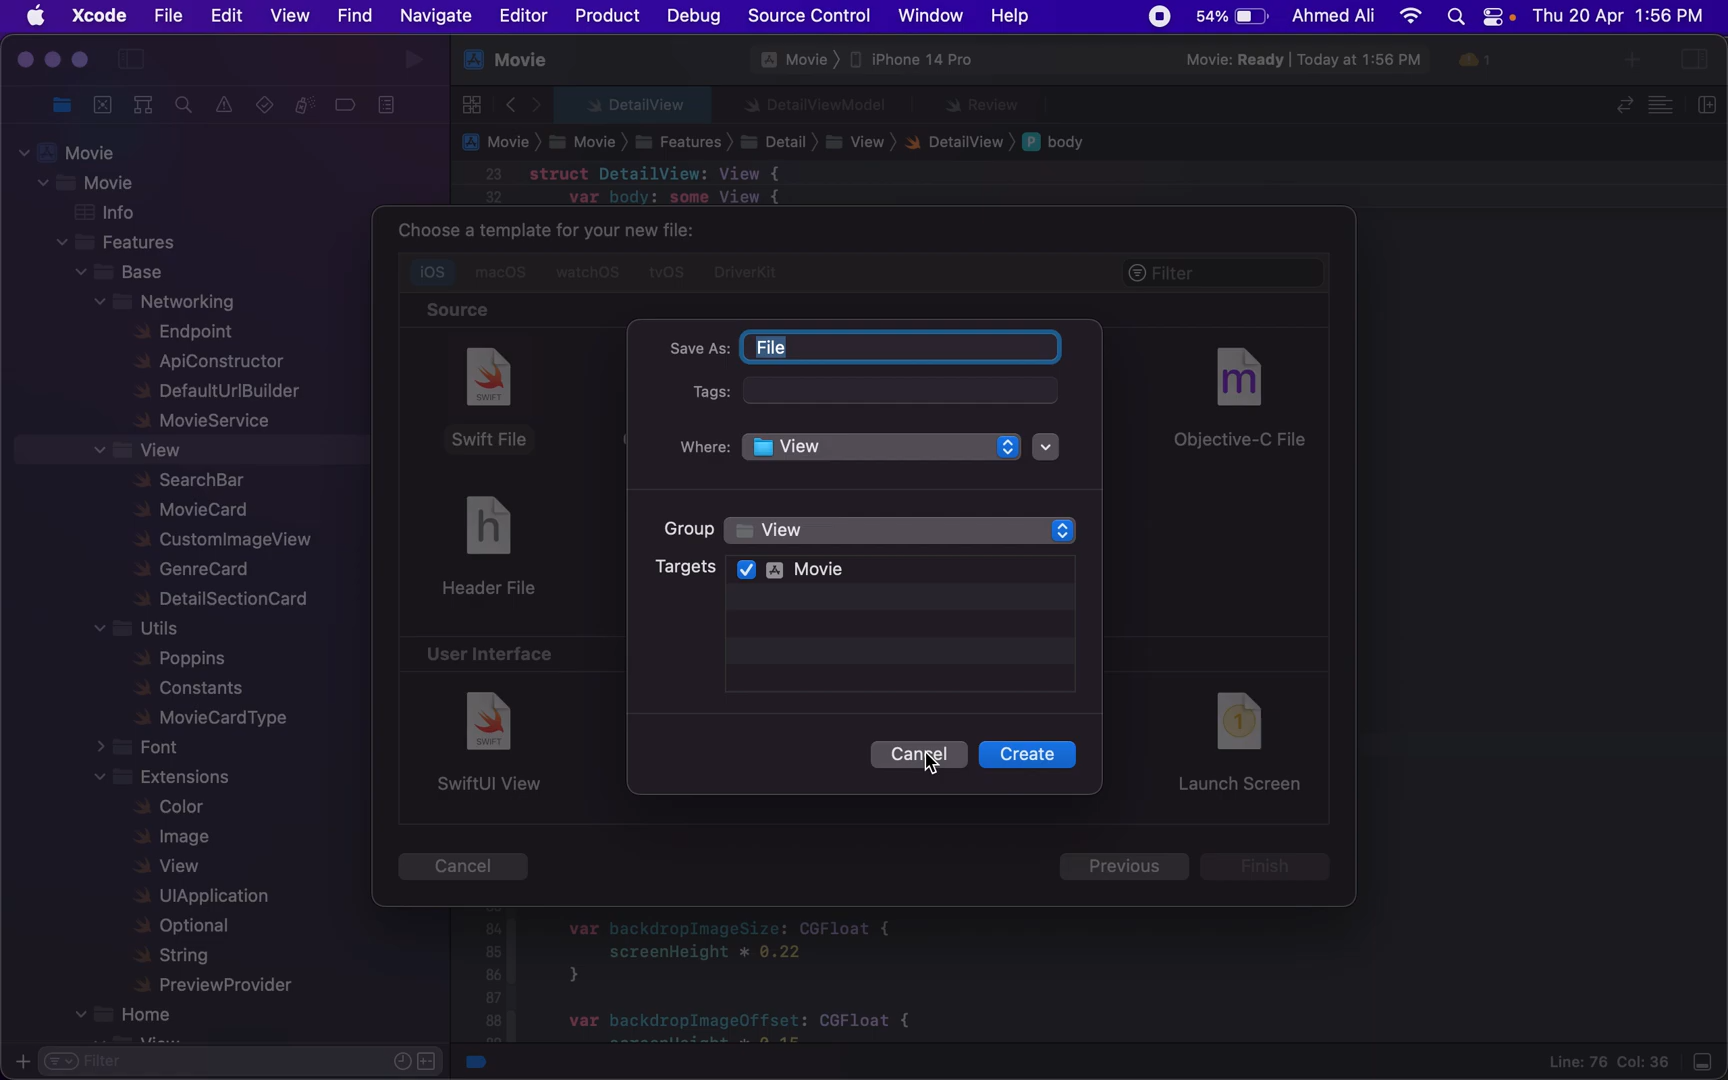 Xcode File Edit View Find Navigate Editor Product Debug Source Control Window Help 54% Ahmed Ali Thu 20 Apr 1:56 PM
Movie Movie iPhone 14 Pro Movie: Ready | Today at 1:56 PM 1
DetailView DetailViewModel Review
Movie Movie Features Detail View DetailView P body
23 struct DetailView: View {
32 var body: some View {
Movie
Movie
Info
Features
Base
Networking
Endpoint
ApiConstructor
DefaultUrlBuilder
MovieService
View
SearchBar
MovieCard
CustomImageView
GenreCard
DetailSectionCard
Utils
Poppins
Constants
MovieCardType
Font
Extensions
Color
Image
View
UIApplication
Optional
String
PreviewProvider
Home
View
Filter
Choose a template for your new file:
iOS macOS watchOS tvOS DriverKit Filter
Source
SWIFT
Swift File
m
Objective-C File
h
Header File
User Interface
SWIFT
SwiftUI View
1
Launch Screen
Cancel Previous Finish
Save As: File
Tags:
Where: View
Group View
Targets Movie
Cancel Create
84 var backdropImageSize: CGFloat {
85 screenHeight * 0.22
86 }
87
88 var backdropImageOffset: CGFloat {
screenHeight * 0.15
Line: 76 Col: 36